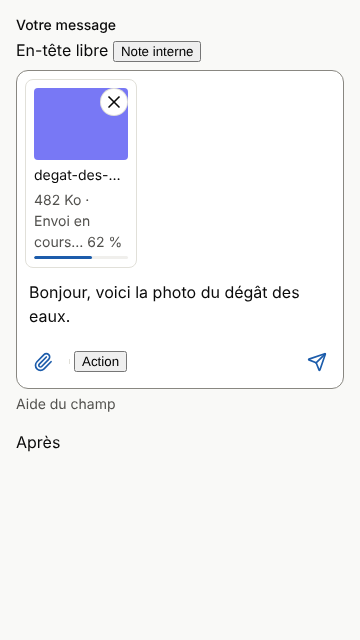 Votre message
En-tête libre Note interne
degat-des-...
482 Ko ·
Envoi en
cours... 62 %
Bonjour, voici la photo du dégât des
eaux.
Action
Aide du champ
Après